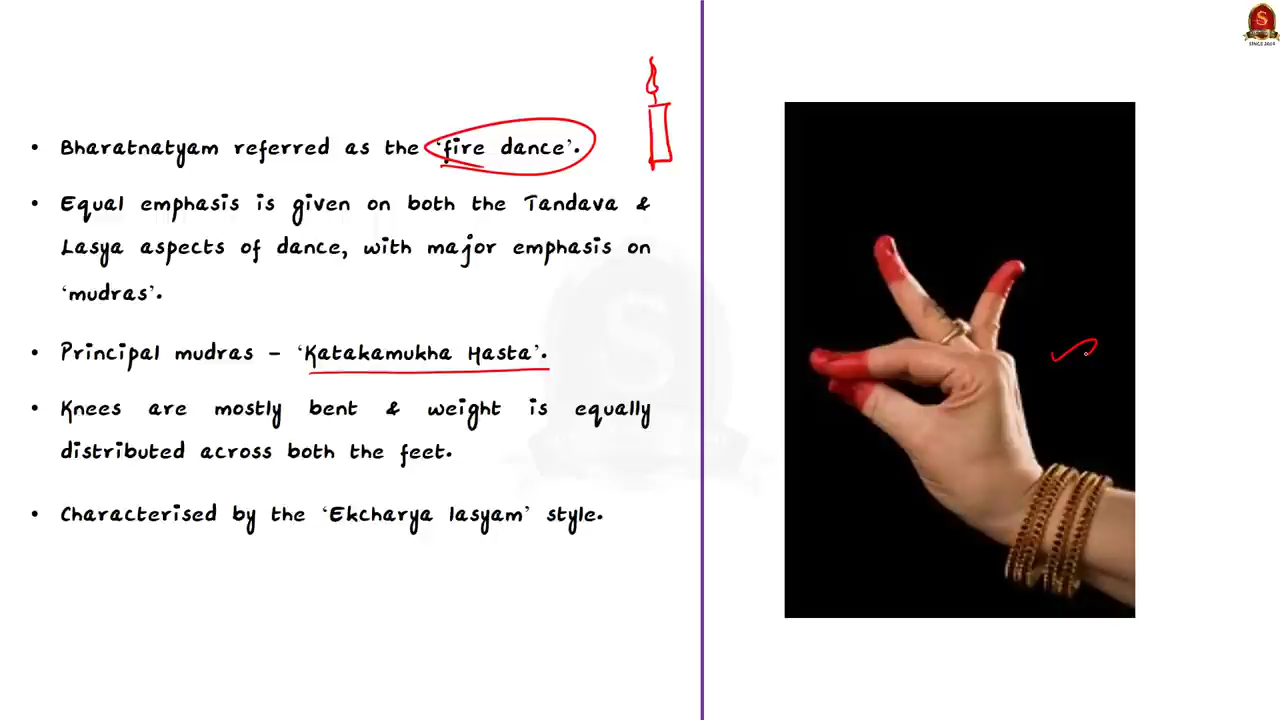 • Bharatnatyam referred as the 'fire dance'.
• Equal emphasis is given on both the Tandava &
Lasya aspects of dance, with major emphasis on
'mudras'.
• Principal mudras - 'Katakamukha Hasta'.
• Knees are mostly bent & weight is equally
distributed across both the feet.
• Characterised by the 'Ekcharya lasyam' style.
S
SINCE 2004
S